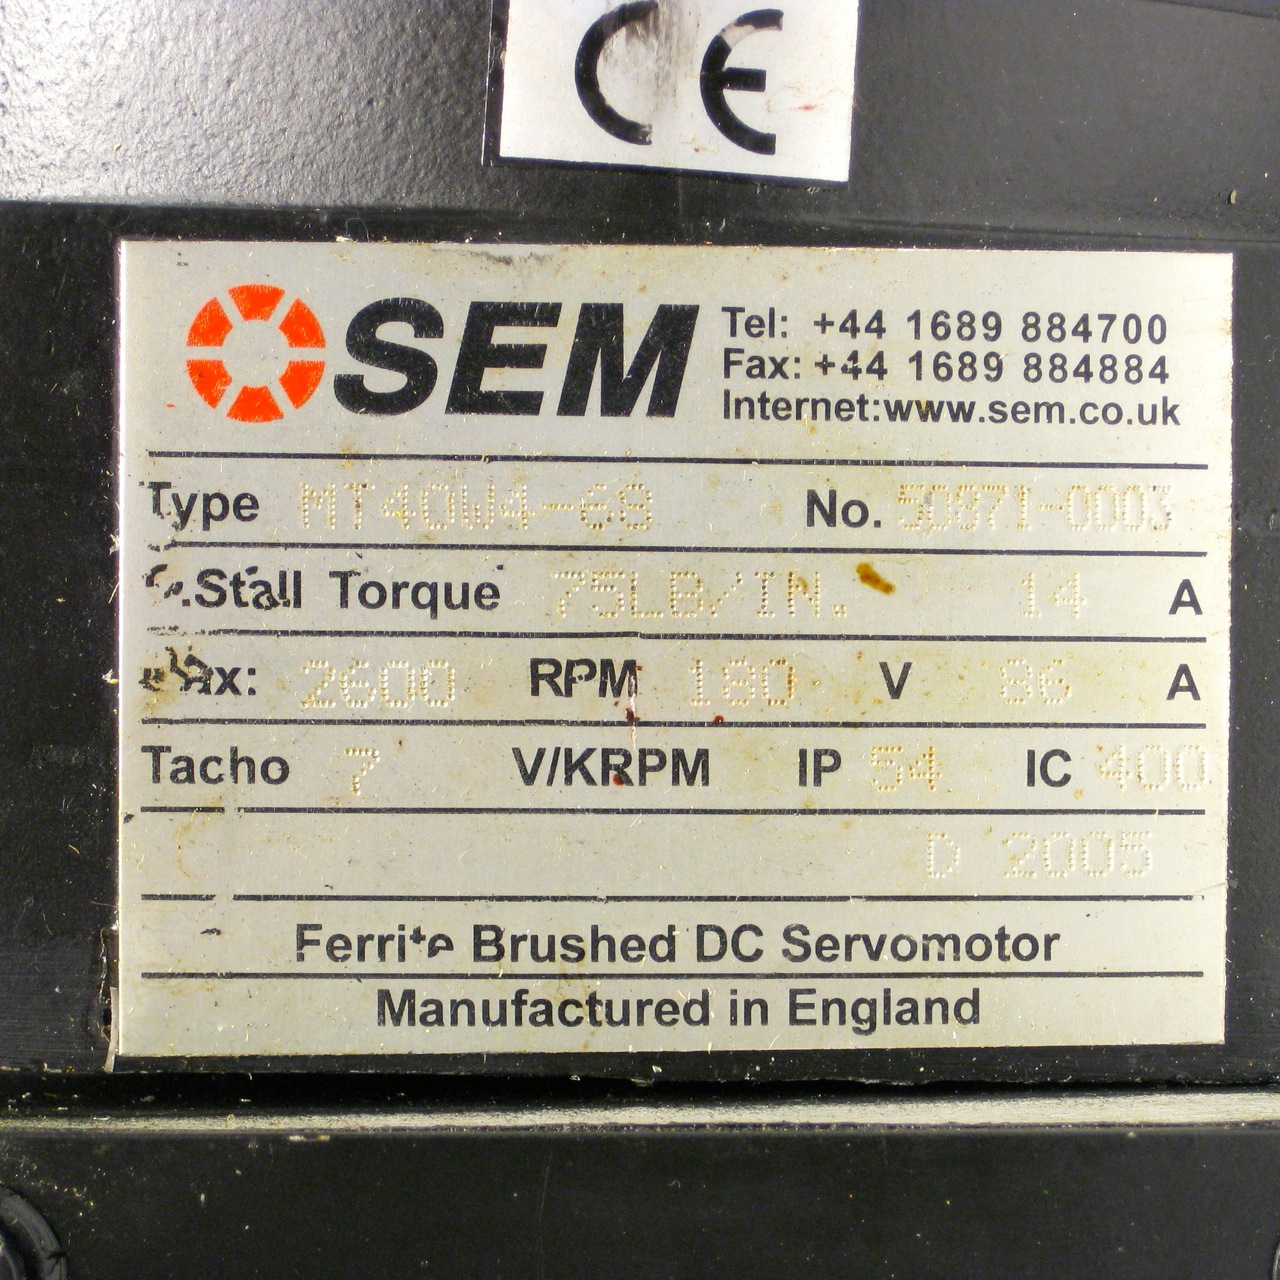 CE
SEM
Tel: +44 1689 884700
Fax: +44 1689 884884
Internet:www.sem.co.uk
Type MT40W4-68 No. 50871-0003
.Stall Torque 75LB/IN. 14 A
2600 RPM 180 V 86 A
Tacho 7 V/KRPM IP 54 IC 400
D 2005
Ferrite Brushed DC Servomotor
Manufactured in England